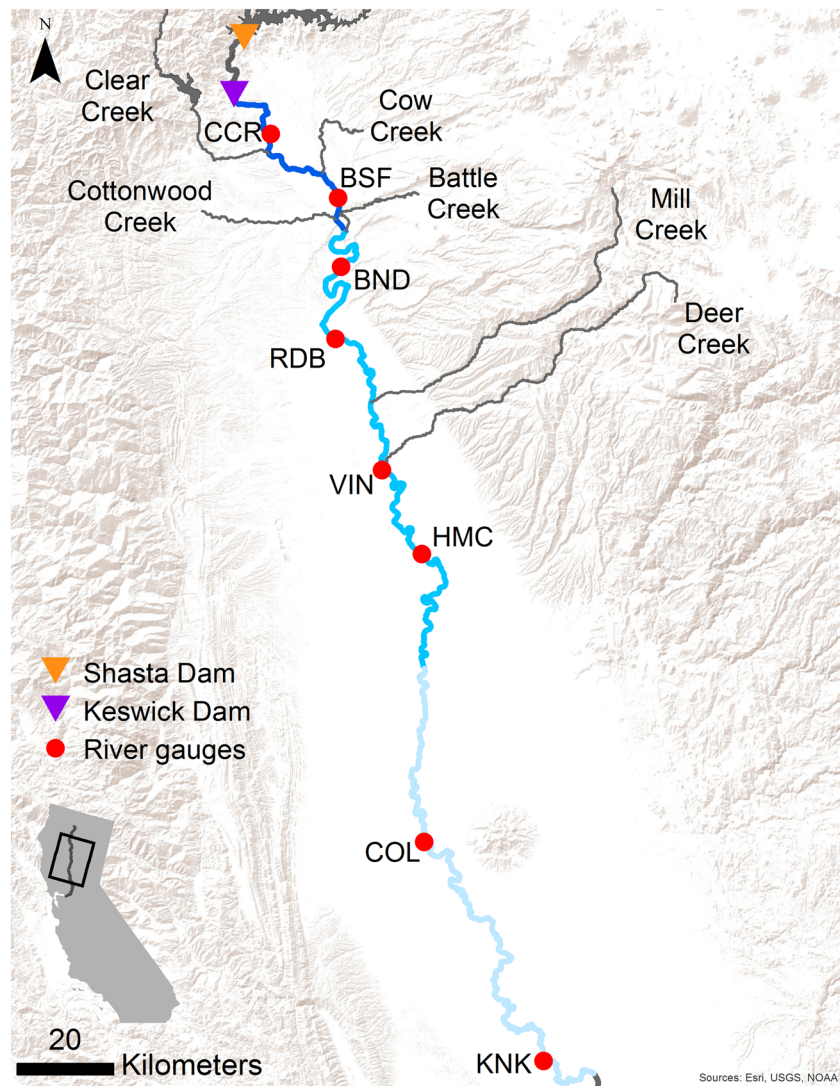 N
Clear
Creek
Cow
Creek
CCR
BSF
Battle
Creek
Cottonwood
Creek
Mill
Creek
BND
Deer
Creek
RDB
VIN
HMC
Shasta Dam
Keswick Dam
River gauges
COL
20
Kilometers
KNK
Sources: Esri, USGS, NOAA